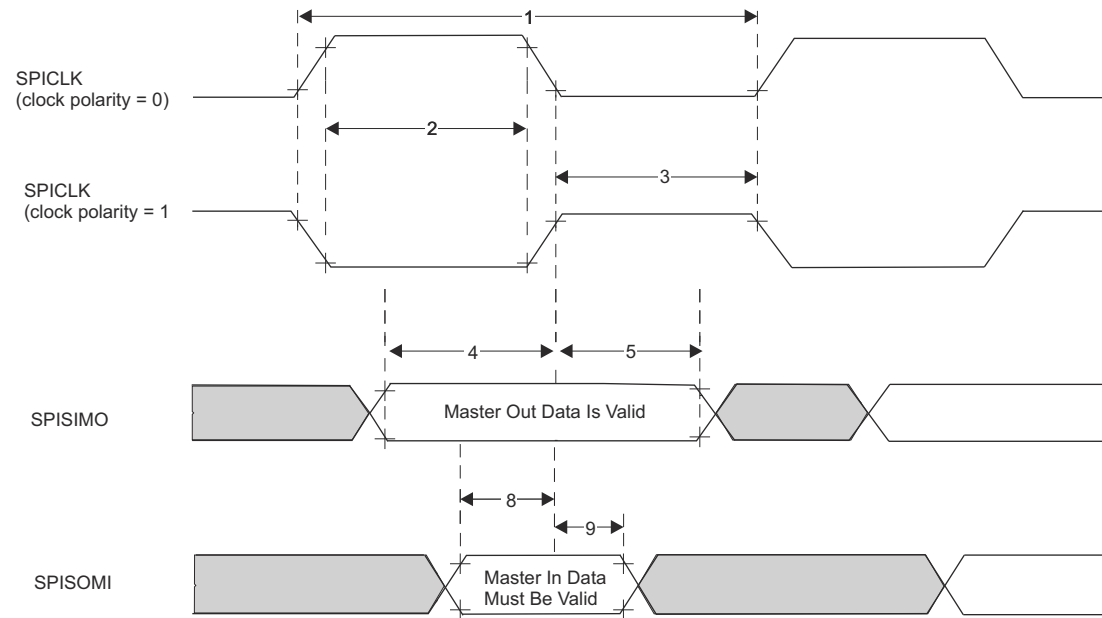 1
SPICLK
(clock polarity = 0)
2
3
SPICLK
(clock polarity = 1
4
5
Master Out Data Is Valid
SPISIMO
8
9
SPISOMI
Master In Data
Must Be Valid